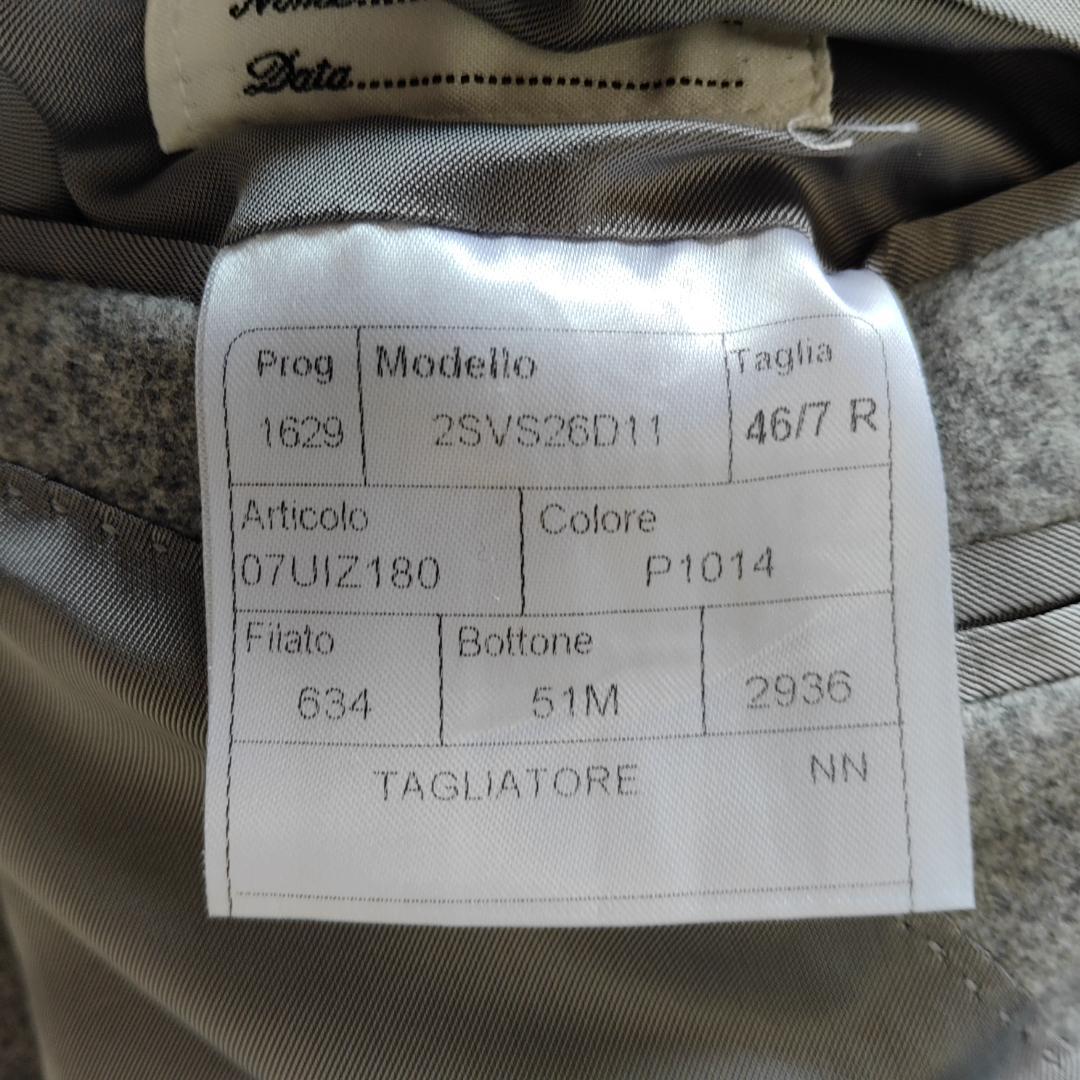 Data
Prog Modello Taglia
1629 2SVS26D11 46/7 R
Articolo Colore
07UIZ180 P1014
Filato Bottone
634 51M 2936
TAGLIATORE NN